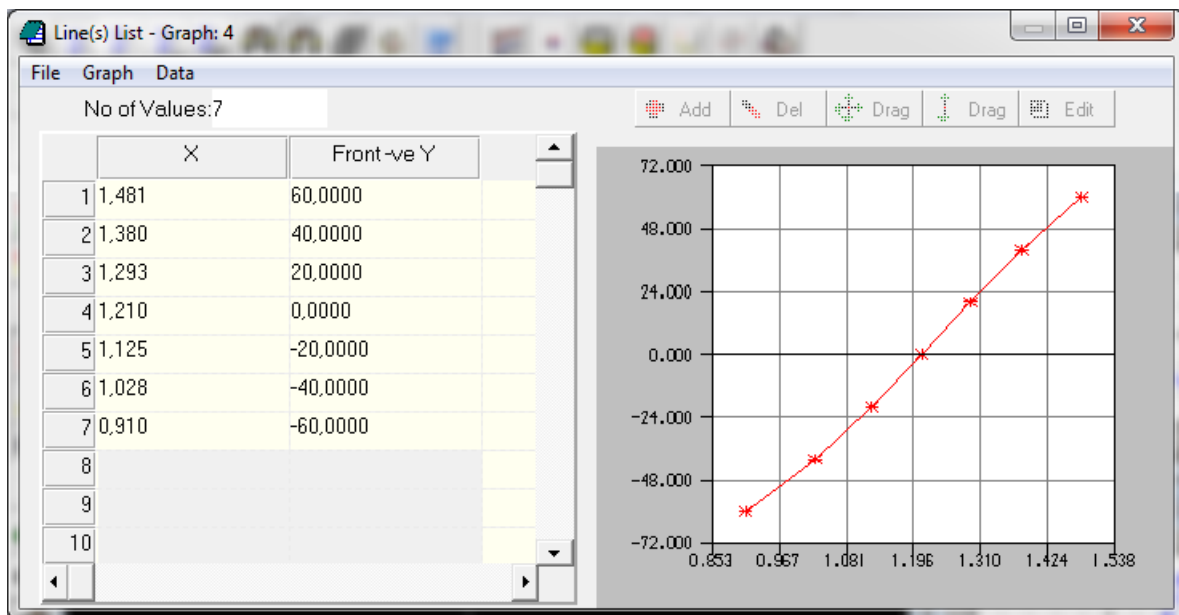 Line(s) List - Graph: 4
File Graph Data
No of Values:7
Add Del Drag Drag Edit
X Front-ve Y
1 1,481 60,0000
2 1,380 40,0000
3 1,293 20,0000
4 1,210 0,0000
5 1,125 -20,0000
6 1,028 -40,0000
7 0,910 -60,0000
8
9
10
72.000
48.000
24.000
0.000
-24.000
-48.000
-72.000
0.853 0.967 1.081 1.196 1.310 1.424 1.538